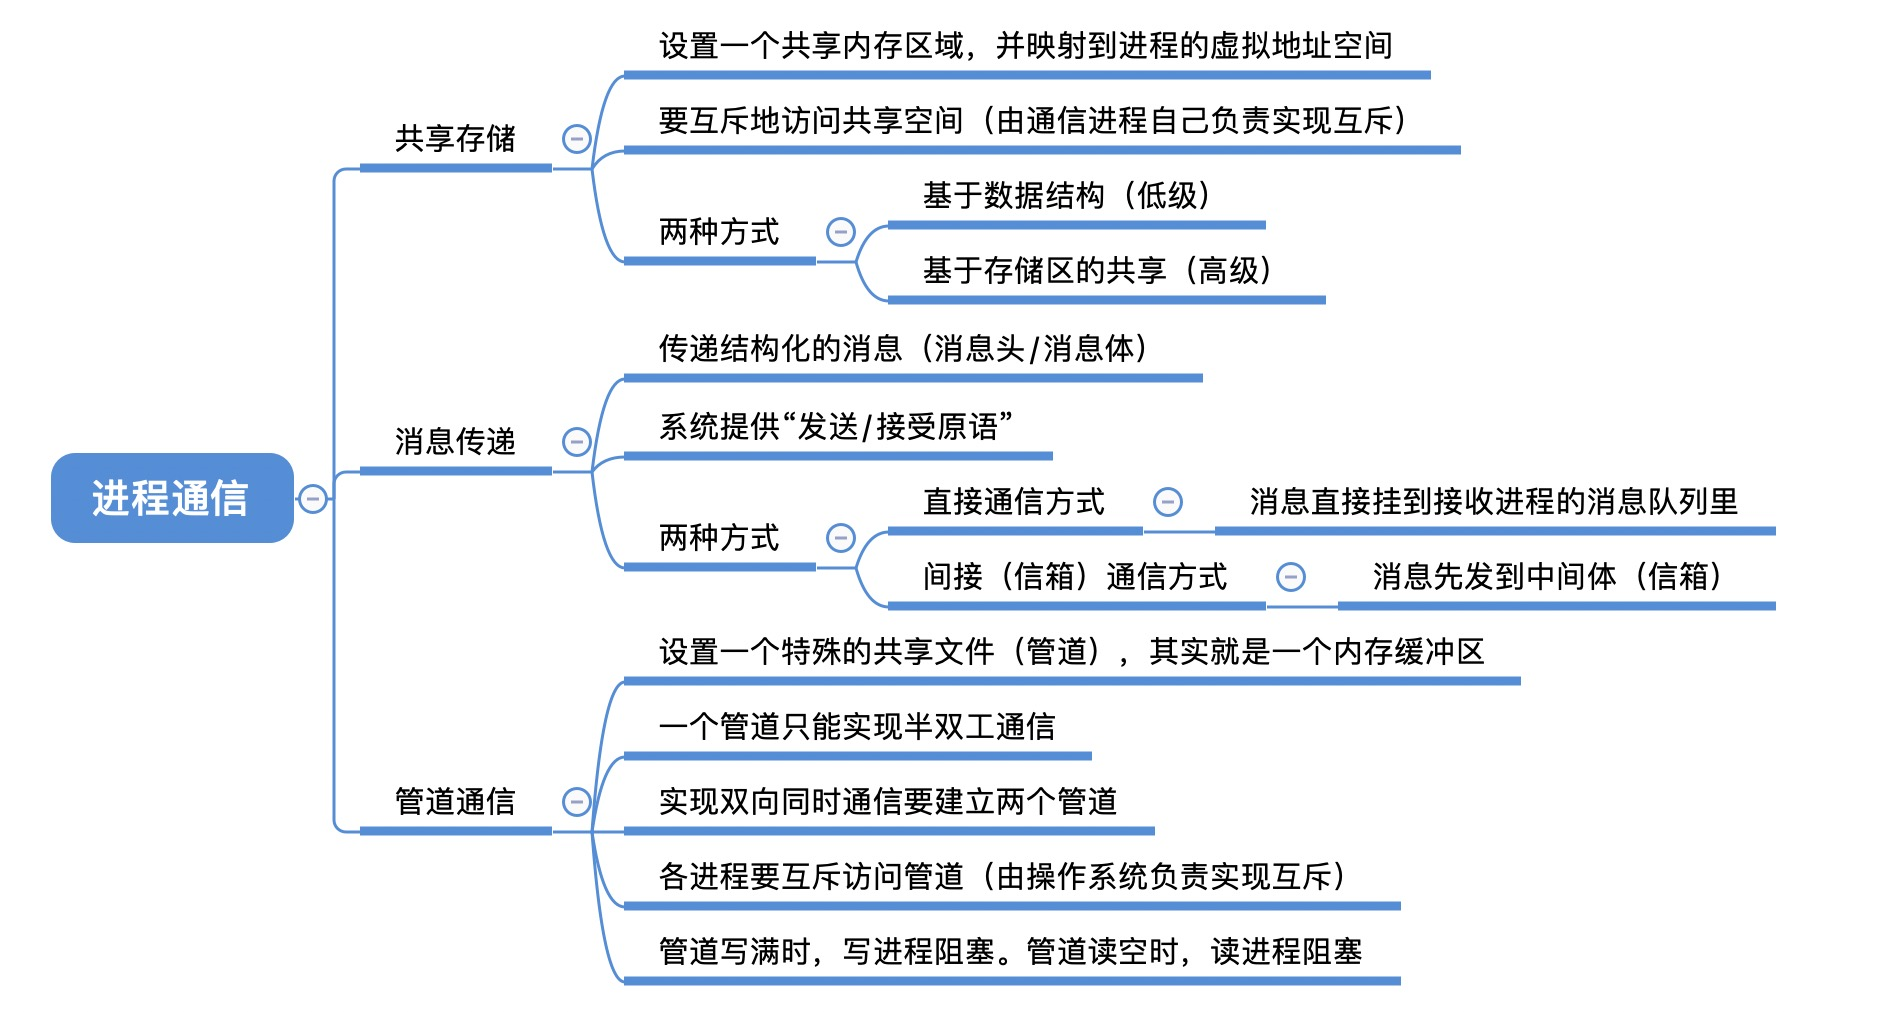 进程通信
共享存储
设置一个共享内存区域，并映射到进程的虚拟地址空间
要互斥地访问共享空间（由通信进程自己负责实现互斥）
两种方式
基于数据结构（低级）
基于存储区的共享（高级）
消息传递
传递结构化的消息（消息头/消息体）
系统提供“发送/接受原语”
两种方式
直接通信方式
消息直接挂到接收进程的消息队列里
间接（信箱）通信方式
消息先发到中间体（信箱）
管道通信
设置一个特殊的共享文件（管道），其实就是一个内存缓冲区
一个管道只能实现半双工通信
实现双向同时通信要建立两个管道
各进程要互斥访问管道（由操作系统负责实现互斥）
管道写满时，写进程阻塞。管道读空时，读进程阻塞